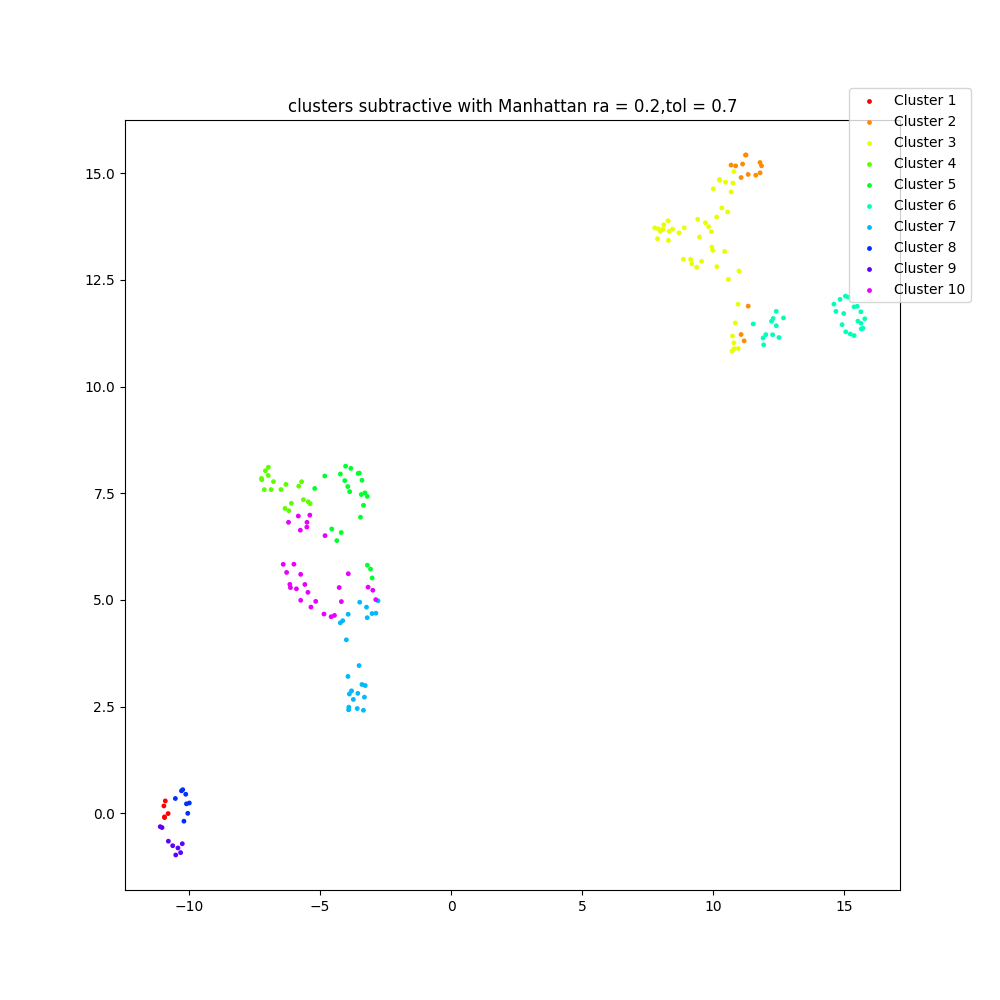 clusters subtractive with Manhattan ra = 0.2,tol = 0.7
Cluster 1
Cluster 2
Cluster 3
Cluster 4
Cluster 5
Cluster 6
Cluster 7
Cluster 8
Cluster 9
Cluster 10
15.0
12.5
10.0
7.5
5.0
2.5
0.0
−10
−5
0
5
10
15